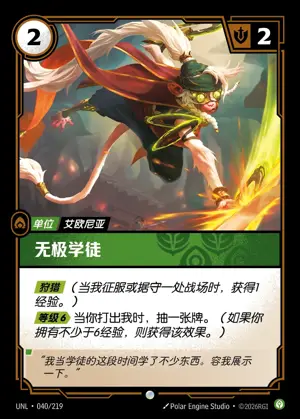 2
2
单位 艾欧尼亚
无极学徒
狩猎（当我征服或据守一处战场时，获得1
经验。）
等级6 当你打出我时，抽一张牌。（如果你
拥有不少于6经验，则获得该效果。）
“我当学徒的这段时间学了不少东西。容我展示
一下。”
UNL • 040/219
Polar Engine Studio • ©2026RGI